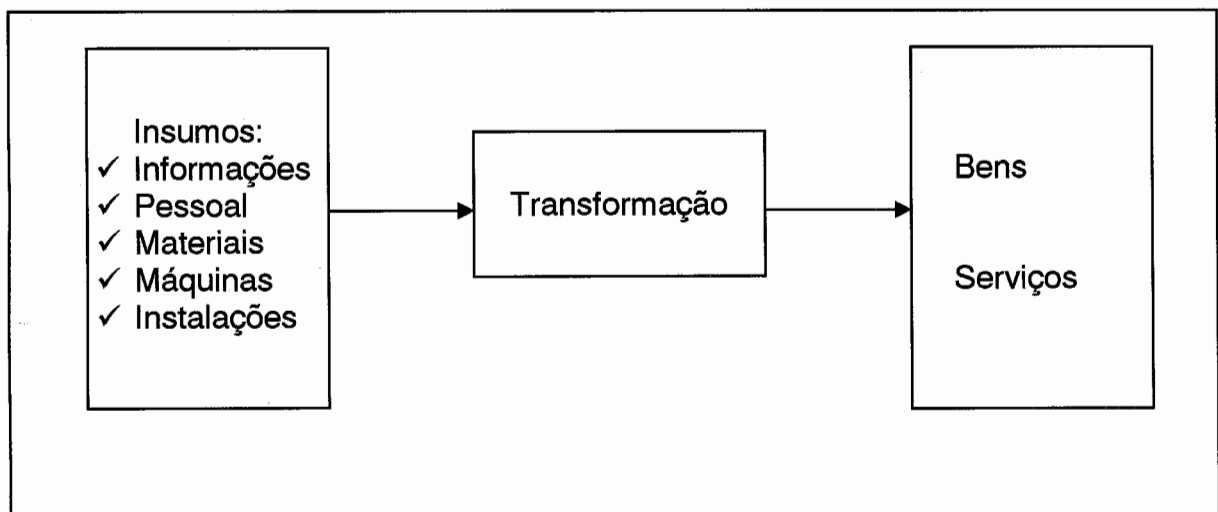 Insumos:
✓ Informações
✓ Pessoal
✓ Materiais
✓ Máquinas
✓ Instalações
Transformação
Bens
Serviços